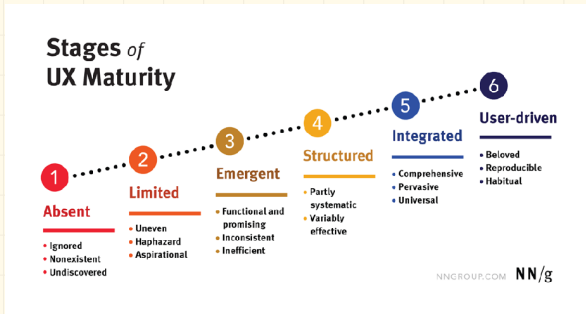 Stages of
UX Maturity
1
Absent
• Ignored
• Nonexistent
• Undiscovered
2
Limited
• Uneven
• Haphazard
• Aspirational
3
Emergent
• Functional and
promising
• Inconsistent
• Inefficient
4
Structured
• Partly
systematic
• Variably
effective
5
Integrated
• Comprehensive
• Pervasive
• Universal
6
User-driven
• Beloved
• Reproducible
• Habitual
NNGROUP.COM NN/g